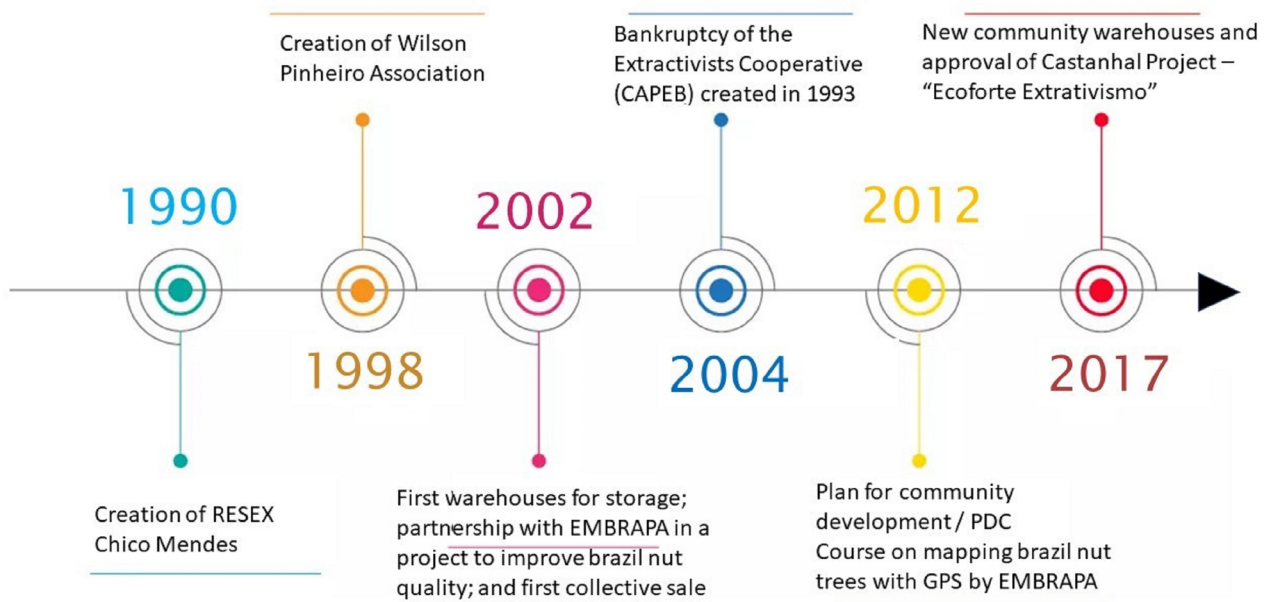 Creation of Wilson
Pinheiro Association
Bankruptcy of the
Extractivists Cooperative
(CAPEB) created in 1993
New community warehouses and
approval of Castanhal Project –
“Ecoforte Extrativismo”
1990
2002
2012
1998
2004
2017
Creation of RESEX
Chico Mendes
First warehouses for storage;
partnership with EMBRAPA in a
project to improve brazil nut
quality; and first collective sale
Plan for community
development / PDC
Course on mapping brazil nut
trees with GPS by EMBRAPA